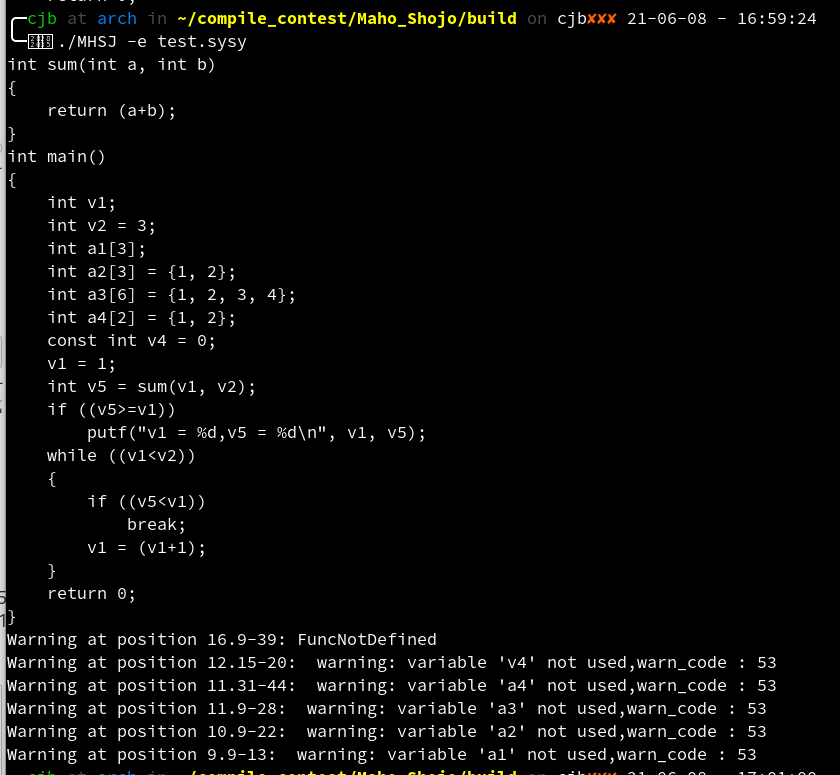 cjb at arch in ~/compile_contest/Maho_Shojo/build on cjb✘✘✘ 21-06-08 - 16:59:24
./MHSJ -e test.sysy
int sum(int a, int b)
{
    return (a+b);
}
int main()
{
    int v1;
    int v2 = 3;
    int a1[3];
    int a2[3] = {1, 2};
    int a3[6] = {1, 2, 3, 4};
    int a4[2] = {1, 2};
    const int v4 = 0;
    v1 = 1;
    int v5 = sum(v1, v2);
    if ((v5>=v1))
        putf("v1 = %d,v5 = %d\n", v1, v5);
    while ((v1<v2))
    {
        if ((v5<v1))
            break;
        v1 = (v1+1);
    }
    return 0;
}
Warning at position 16.9-39: FuncNotDefined
Warning at position 12.15-20:  warning: variable 'v4' not used,warn_code : 53
Warning at position 11.31-44:  warning: variable 'a4' not used,warn_code : 53
Warning at position 11.9-28:  warning: variable 'a3' not used,warn_code : 53
Warning at position 10.9-22:  warning: variable 'a2' not used,warn_code : 53
Warning at position 9.9-13:  warning: variable 'a1' not used,warn_code : 53